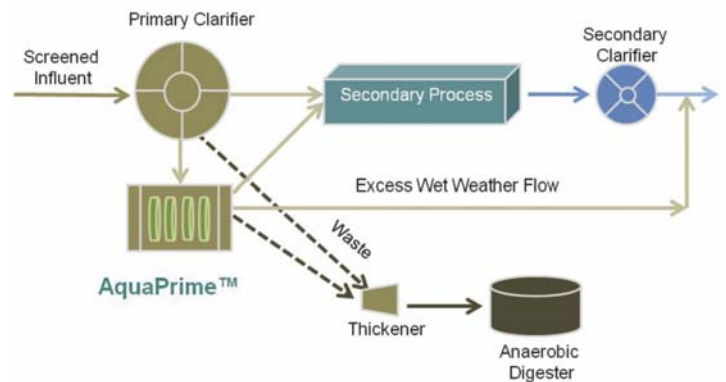 Primary Clarifier
Screened
Influent
Secondary
Clarifier
Secondary Process
Excess Wet Weather Flow
Waste
AquaPrime™
Thickener
Anaerobic
Digester